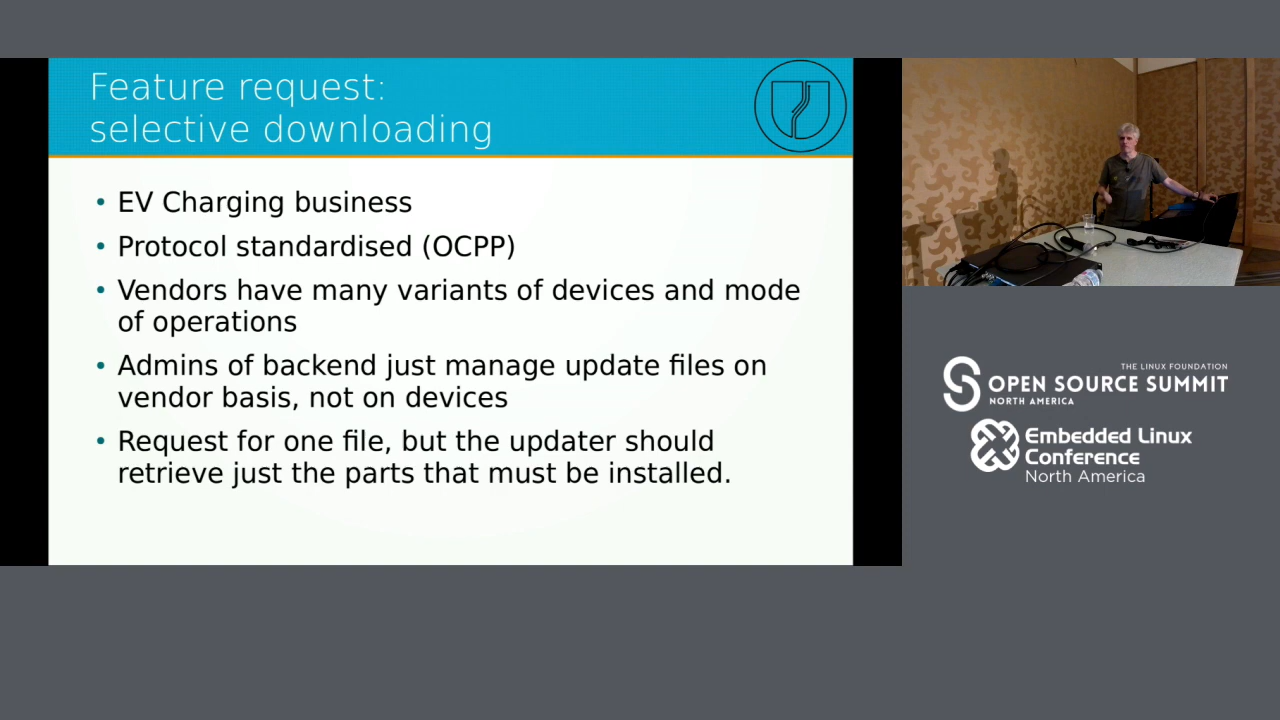 Feature request:
selective downloading
• EV Charging business
• Protocol standardised (OCPP)
• Vendors have many variants of devices and mode
of operations
• Admins of backend just manage update files on
vendor basis, not on devices
• Request for one file, but the updater should
retrieve just the parts that must be installed.
THE LINUX FOUNDATION
OPEN SOURCE SUMMIT
NORTH AMERICA
Embedded Linux
Conference
North America